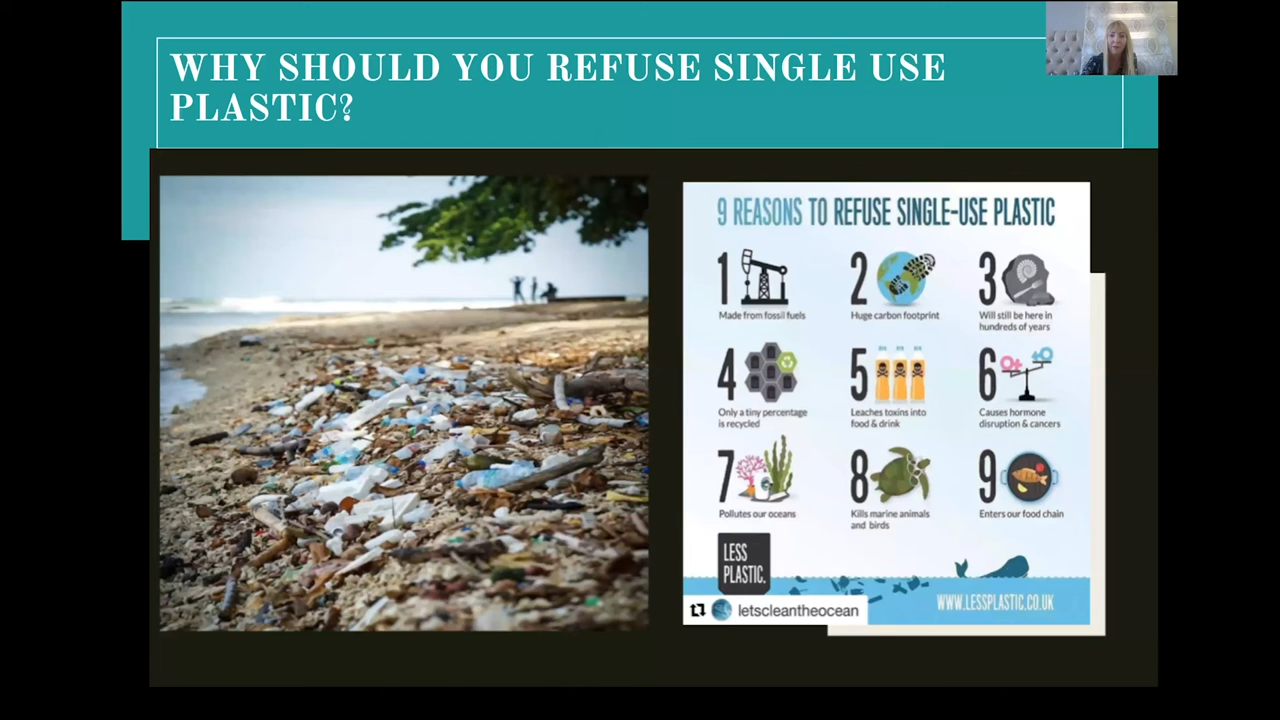 WHY SHOULD YOU REFUSE SINGLE USE
PLASTIC?
9 REASONS TO REFUSE SINGLE-USE PLASTIC
1
Made from fossil fuels
2
Huge carbon footprint
3
Will still be here in
hundreds of years
4
Only a tiny percentage
is recycled
5
Leaches toxins into
food & drink
6
Causes hormone
disruption & cancers
7
Pollutes our oceans
8
Kills marine animals
and birds
9
Enters our food chain
LESS
PLASTIC.
letscleantheocean
WWW.LESSPLASTIC.CO.UK